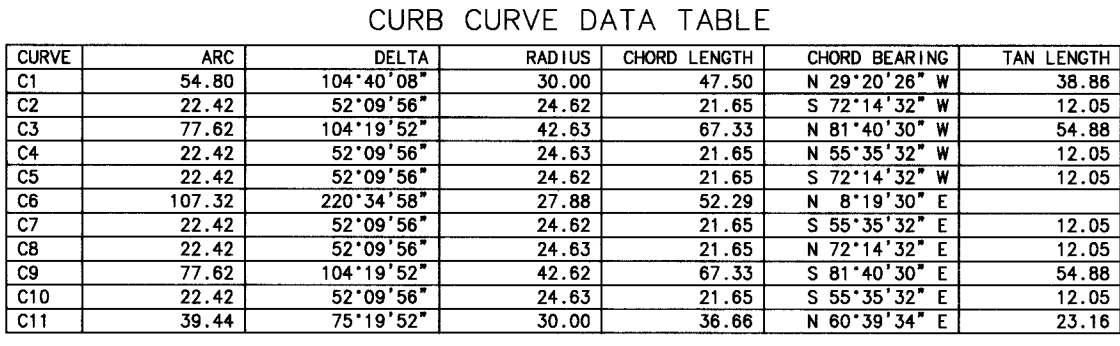 CURB CURVE DATA TABLE
CURVE ARC DELTA RADIUS CHORD LENGTH CHORD BEARING TAN LENGTH
C1 54.80 104°40'08" 30.00 47.50 N 29°20'26" W 38.86
C2 22.42 52°09'56" 24.62 21.65 S 72°14'32" W 12.05
C3 77.62 104°19'52" 42.63 67.33 N 81°40'30" W 54.88
C4 22.42 52°09'56" 24.63 21.65 N 55°35'32" W 12.05
C5 22.42 52°09'56" 24.62 21.65 S 72°14'32" W 12.05
C6 107.32 220°34'58" 27.88 52.29 N 8°19'30" E
C7 22.42 52°09'56" 24.62 21.65 S 55°35'32" E 12.05
C8 22.42 52°09'56" 24.63 21.65 N 72°14'32" E 12.05
C9 77.62 104°19'52" 42.62 67.33 S 81°40'30" E 54.88
C10 22.42 52°09'56" 24.63 21.65 S 55°35'32" E 12.05
C11 39.44 75°19'52" 30.00 36.66 N 60°39'34" E 23.16